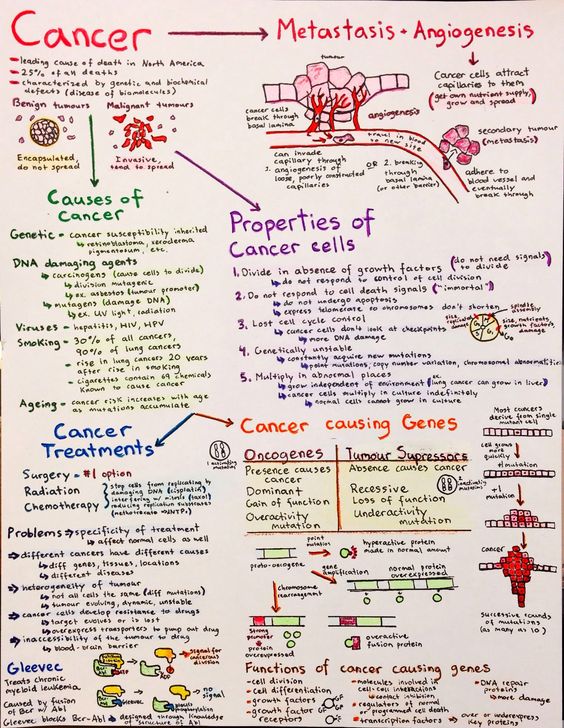 Cancer
Metastasis + Angiogenesis
- leading cause of death in North America
- 25% of all deaths
- characterized by genetic and biochemical
defects (disease of biomolecules)
Benign tumours
Malignant tumours
Encapsulated,
do not spread
Invasive,
tend to spread
tumour
cancer cells
break through
basal lamina
angiogenesis
travel in blood
to new site
Cancer cells attract
capillaries to them
(get own nutrient supply,
grow and spread)
secondary tumour
(metastasis)
can invade
capillary through
1. angiogenesis of
loose, poorly constructed
capillaries
OR 2. breaking
through
basal lamina
(or other barrier)
adhere to
blood vessel and
eventually
break through
Causes of
Cancer
Genetic - cancer susceptibility inherited
retinoblastoma, xeroderma
pigmentosum, etc.
DNA damaging agents
carcinogens (cause cells to divide)
division mutagenic
ex. asbestos (tumour promoter)
mutagens (damage DNA)
ex. UV light, radiation
Viruses - hepatitis, HIV, HPV
Smoking - 30% of all cancers,
90% of lung cancers
- rise in lung cancers 20 years
after rise in smoking
- cigarettes contain 69 chemicals
known to cause cancer
Ageing - cancer risk increases with age
as mutations accumulate
Properties of
Cancer cells
1. Divide in absence of growth factors (do not need signals to divide)
do not respond to control of cell division
2. Do not respond to cell death signals ("immortal")
do not undergo apoptosis
express telomerase so chromosomes don't shorten
3. Lost cell cycle control
cancer cells don't look at checkpoints
more DNA damage
4. Genetically unstable
constantly acquire new mutations
point mutations, copy number variation, chromosomal abnormalities
5. Multiply in abnormal places
grow independent of environment (ex. lung cancer can grow in liver)
cancer cells multiply in culture indefinitely
normal cells cannot grow in culture
Cancer
Treatments
Surgery - #1 option
Radiation
Chemotherapy
stop cells from replicating by
damaging DNA (cisplatin)
interfering w/ mitosis (taxol)
reducing replication substrates
(methotrexate → dNTP)
Problems → specificity of treatment
affect normal cells as well
different cancers have different causes
diff genes, tissues, locations
different diseases
heterogeneity of tumour
not all cells the same (diff mutations)
tumour evolving, dynamic, unstable
cancer cells develop resistance to drugs
target evolves or is lost
overexpress transporters to pump out drug
inaccessibility of the tumour to drug
blood-brain barrier
Gleevec
Treats chronic
myeloid leukemia
Caused by fusion
of Bcr w/ Abl
Gleevec blocks Bcr-Abl → designed through knowledge
of structure of Abl
signal for
cancerous
division
no
signal
Cancer causing Genes
Oncogenes
Tumour Supressors
Presence causes
cancer
Dominant
Gain of function
Overactivity
mutation
Absence causes cancer
Recessive
Loss of function
Underactivity
mutation
proto-oncogene
point
mutation
hyperactive protein
made in normal amount
gene
amplification
normal protein
overexpressed
chromosome
rearrangement
strong
promoter
protein
overexpressed
overactive
fusion protein
Most cancers
derive from single
mutant cell
cell grows
more
quickly
+1 mutation
+1
mutation
cancer
Successive rounds of
mutations
(as many as 10)
Functions of cancer causing genes
- cell division
- cell differentiation
- growth factors
- growth factor
receptors
GF
- molecules involved in
cell-cell interactions
contact inhibition
- regulators of normal
or programmed cell death
- transcription factors
- DNA repair
proteins
more damage
over or underexpress
key proteins